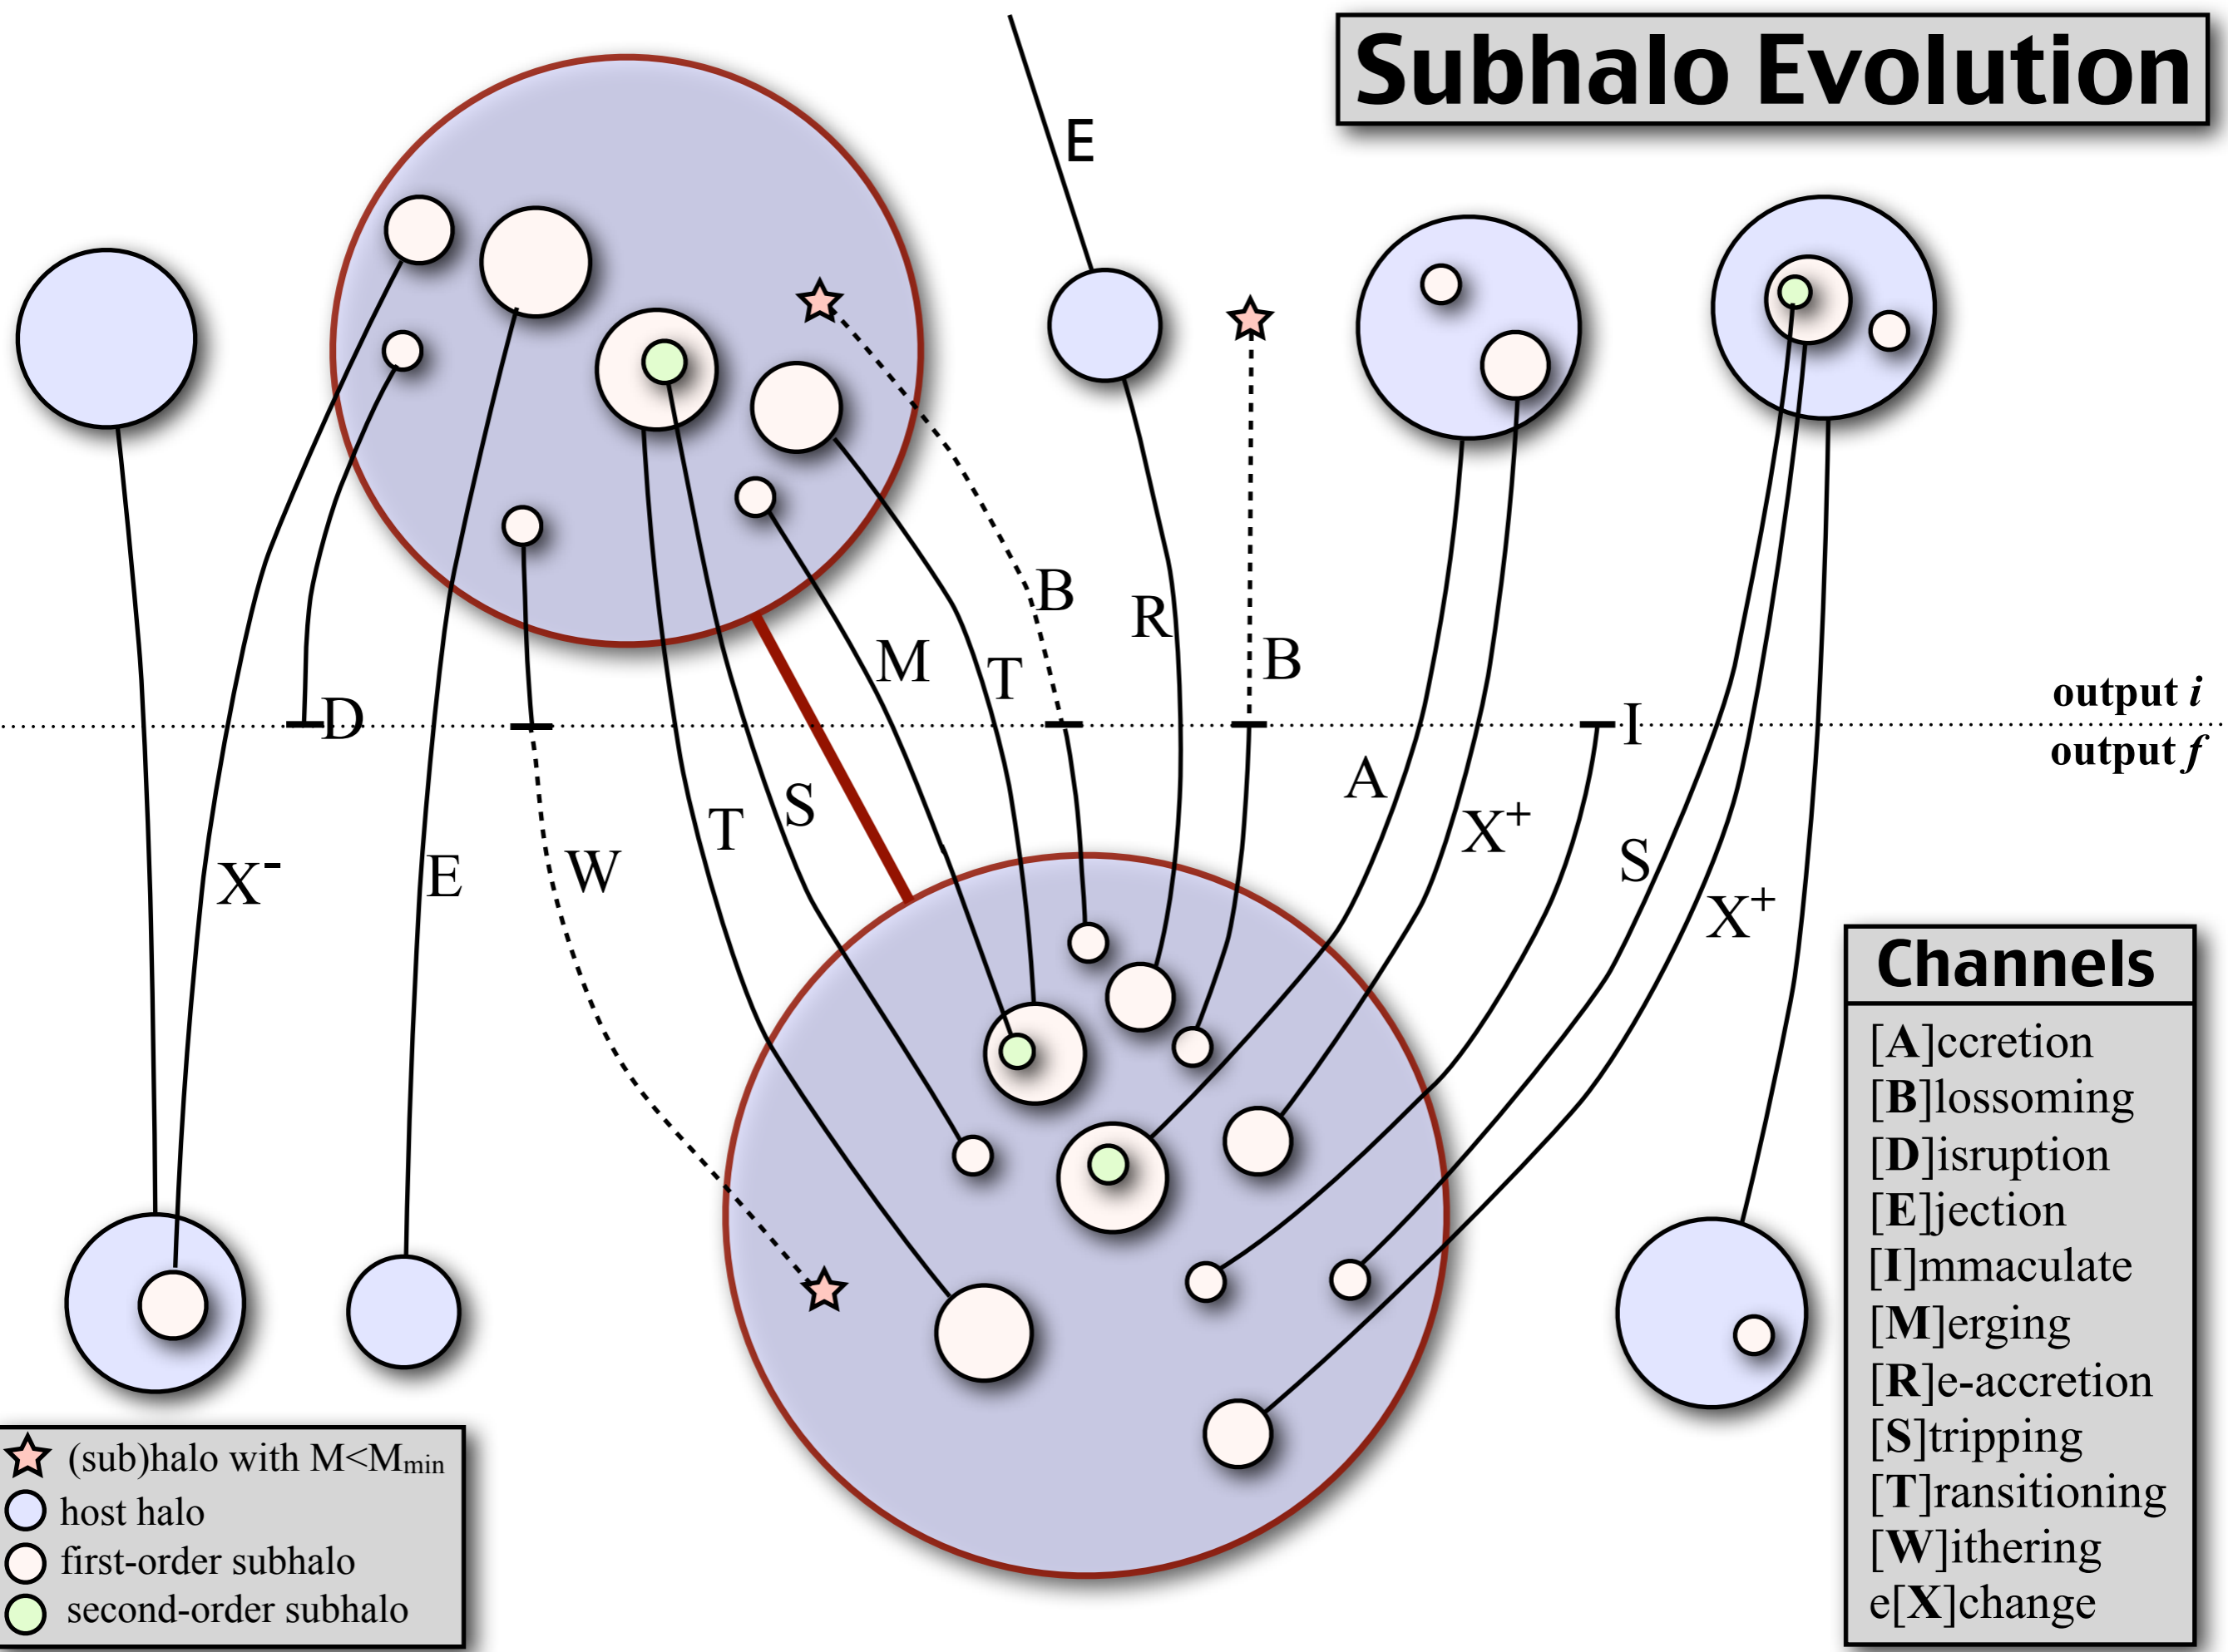 Subhalo Evolution
E
B
R
M
T
B
D
I
output i
output f
A
S
T
X+
S
W
X-
E
X+
Channels
[A]ccretion
[B]lossoming
[D]isruption
[E]jection
[I]mmaculate
[M]erging
[R]e-accretion
[S]tripping
[T]ransitioning
[W]ithering
e[X]change
(sub)halo with M<Mmin
host halo
first-order subhalo
second-order subhalo